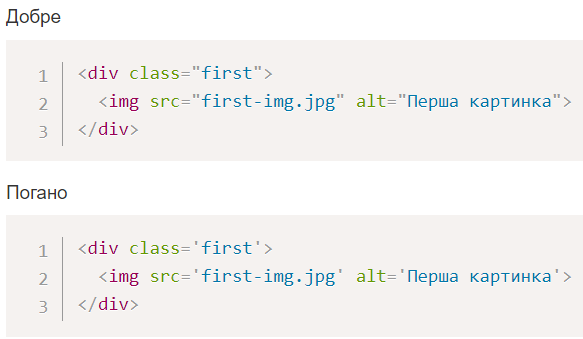 Добре
1 <div class="first">
2   <img src="first-img.jpg" alt="Перша картинка">
3 </div>
Погано
1 <div class='first'>
2   <img src='first-img.jpg' alt='Перша картинка'>
3 </div>